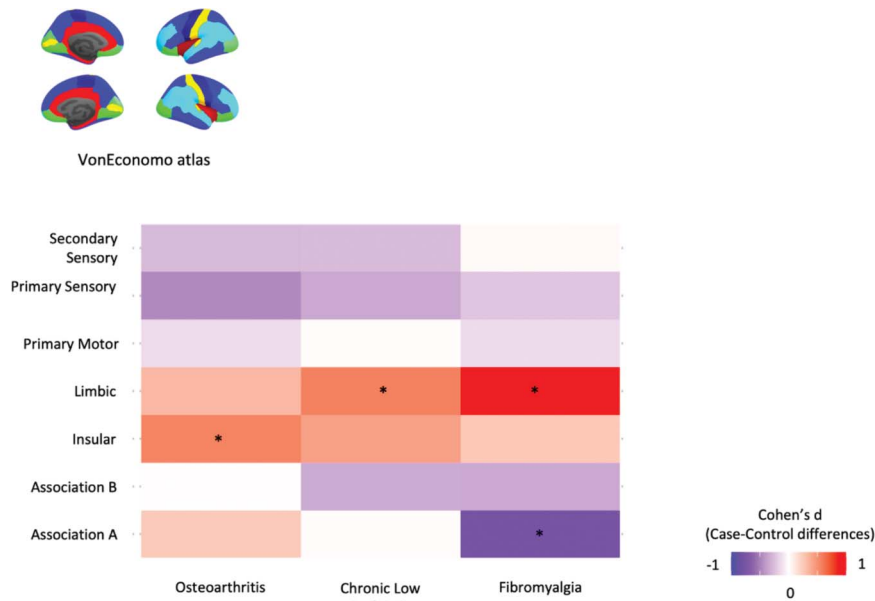 VonEconomo atlas
Secondary
Sensory
Primary Sensory
Primary Motor
Limbic
*
*
Insular
*
Association B
Association A
*
Osteoarthritis
Chronic Low
Fibromyalgia
Cohen's d
(Case-Control differences)
-1
1
0